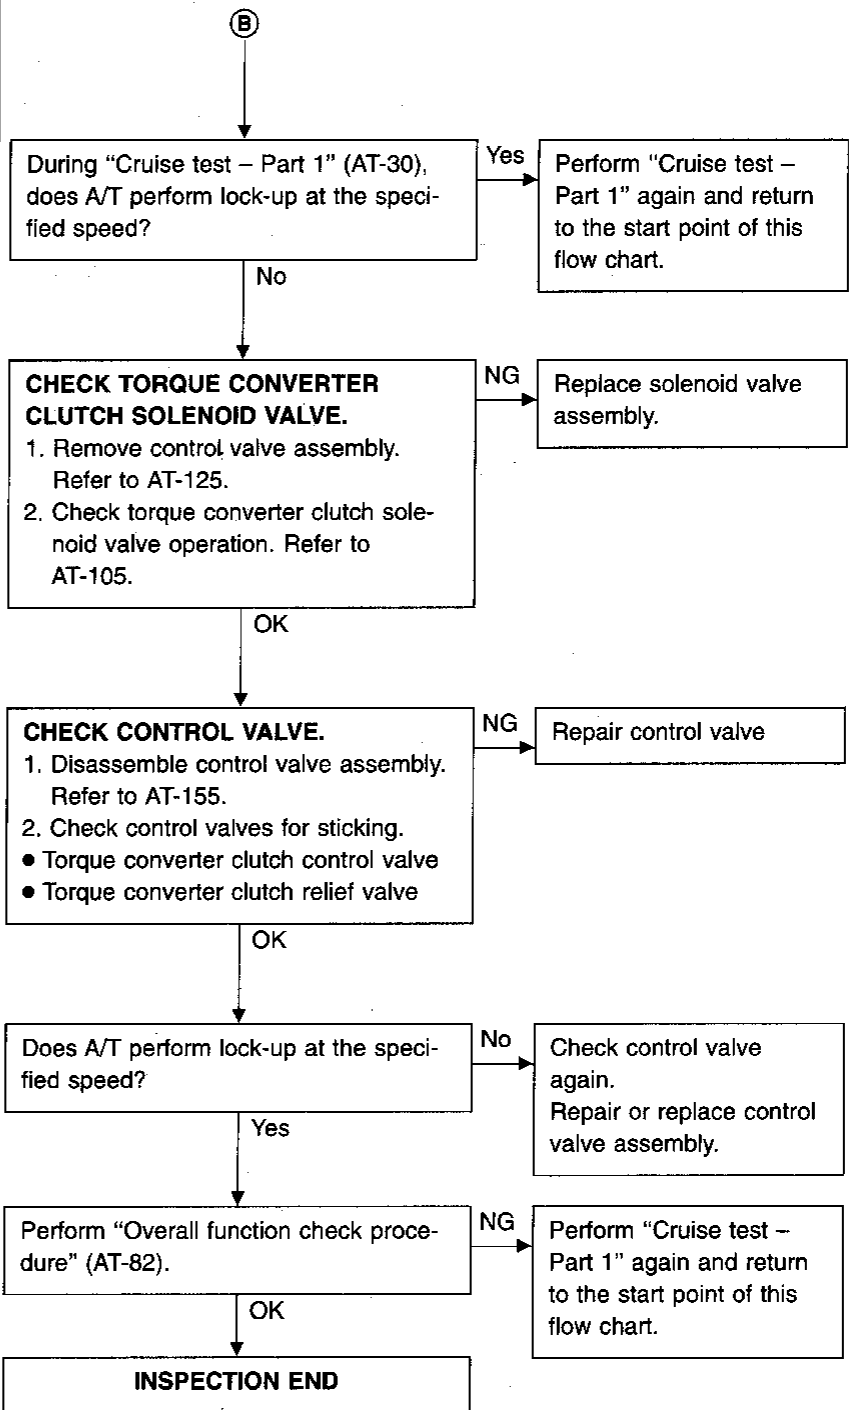 B
During “Cruise test – Part 1” (AT-30),
does A/T perform lock-up at the speci-
fied speed?
Yes
Perform “Cruise test –
Part 1” again and return
to the start point of this
flow chart.
No
CHECK TORQUE CONVERTER
CLUTCH SOLENOID VALVE.
1. Remove control valve assembly.
Refer to AT-125.
2. Check torque converter clutch sole-
noid valve operation. Refer to
AT-105.
NG
Replace solenoid valve
assembly.
OK
CHECK CONTROL VALVE.
1. Disassemble control valve assembly.
Refer to AT-155.
2. Check control valves for sticking.
● Torque converter clutch control valve
● Torque converter clutch relief valve
NG
Repair control valve
OK
Does A/T perform lock-up at the speci-
fied speed?
No
Check control valve
again.
Repair or replace control
valve assembly.
Yes
Perform “Overall function check proce-
dure” (AT-82).
NG
Perform “Cruise test –
Part 1” again and return
to the start point of this
flow chart.
OK
INSPECTION END